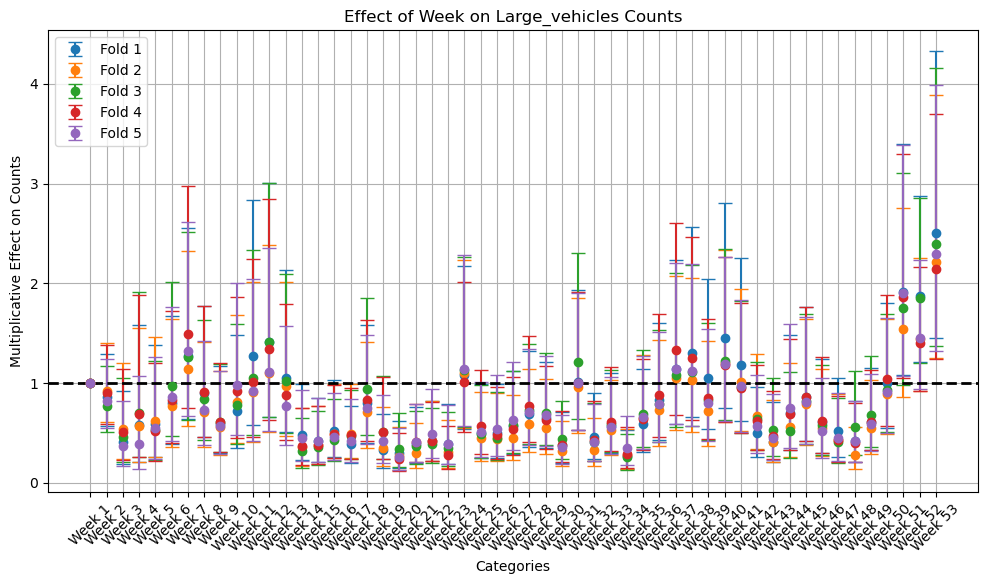 Effect of Week on Large_vehicles Counts
Fold 1
Fold 2
Fold 3
Fold 4
Fold 5
Multiplicative Effect on Counts
4
3
2
1
0
Week 1
Week 2
Week 3
Week 4
Week 5
Week 6
Week 7
Week 8
Week 9
Week 10
Week 11
Week 12
Week 13
Week 14
Week 15
Week 16
Week 17
Week 18
Week 19
Week 20
Week 21
Week 22
Week 23
Week 24
Week 25
Week 26
Week 27
Week 28
Week 29
Week 30
Week 31
Week 32
Week 33
Week 34
Week 35
Week 36
Week 37
Week 38
Week 39
Week 40
Week 41
Week 42
Week 43
Week 44
Week 45
Week 46
Week 47
Week 48
Week 49
Week 50
Week 51
Week 52
Week 53
Categories